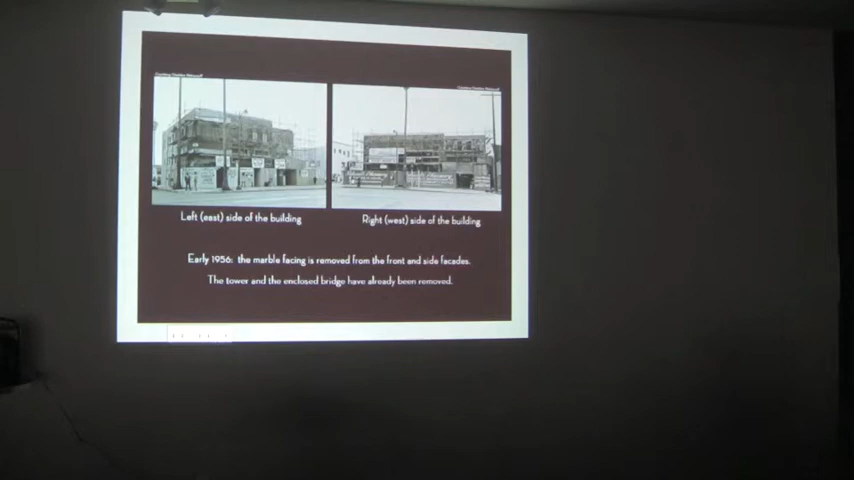 Left (east) side of the building
Right (west) side of the building
Early 1956: the marble facing is removed from the front and side facades.
The tower and the enclosed bridge have already been removed.